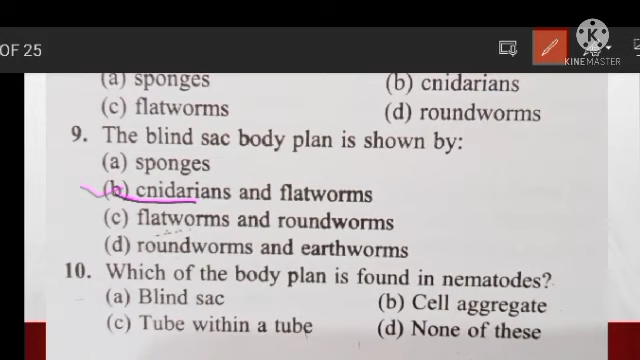 OF 25
K
KINEMASTER
(a) sponges (b) cnidarians
(c) flatworms (d) roundworms
9. The blind sac body plan is shown by:
(a) sponges
(b) cnidarians and flatworms
(c) flatworms and roundworms
(d) roundworms and earthworms
10. Which of the body plan is found in nematodes?
(a) Blind sac (b) Cell aggregate
(c) Tube within a tube (d) None of these